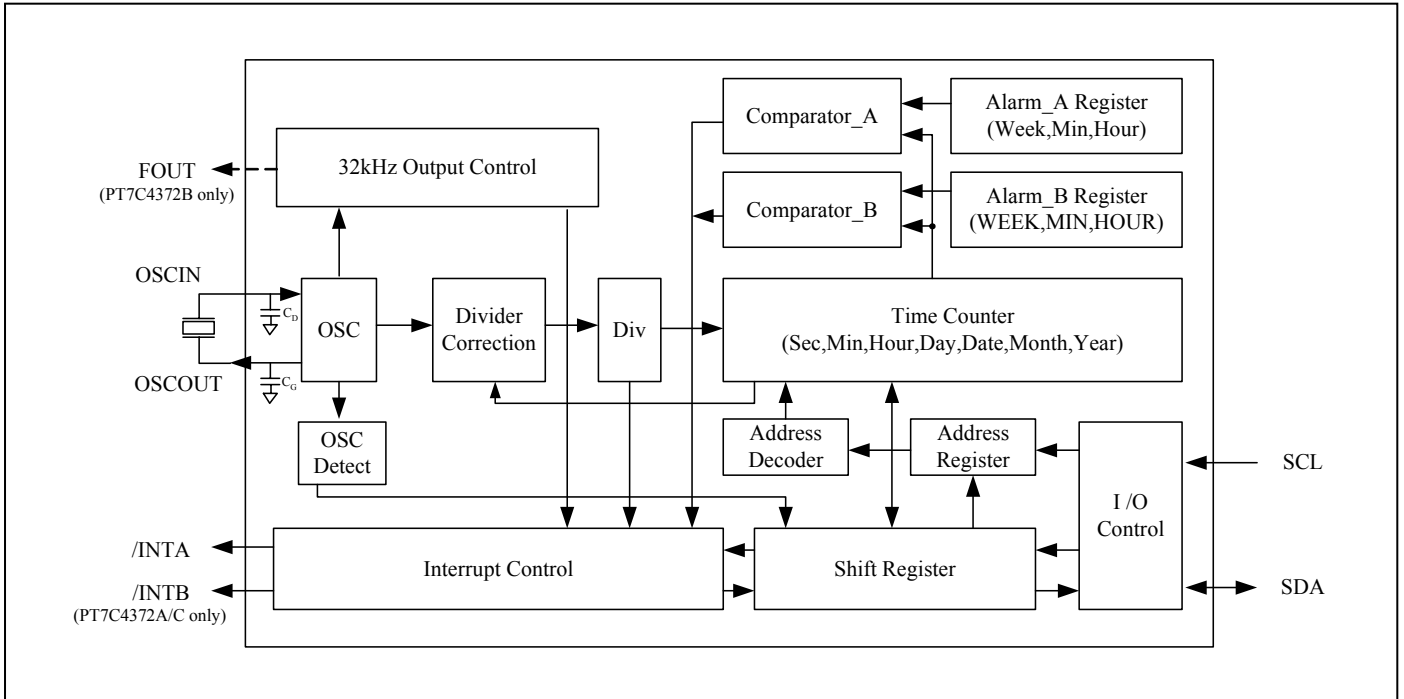 Comparator_A
Alarm_A Register
(Week,Min,Hour)
32kHz Output Control
FOUT
(PT7C4372B only)
Comparator_B
Alarm_B Register
(WEEK,MIN,HOUR)
OSCIN
C_D
OSC
Divider
Correction
Div
Time Counter
(Sec,Min,Hour,Day,Date,Month,Year)
OSCOUT
C_G
OSC
Detect
Address
Decoder
Address
Register
I /O
Control
SCL
/INTA
Interrupt Control
Shift Register
/INTB
(PT7C4372A/C only)
SDA